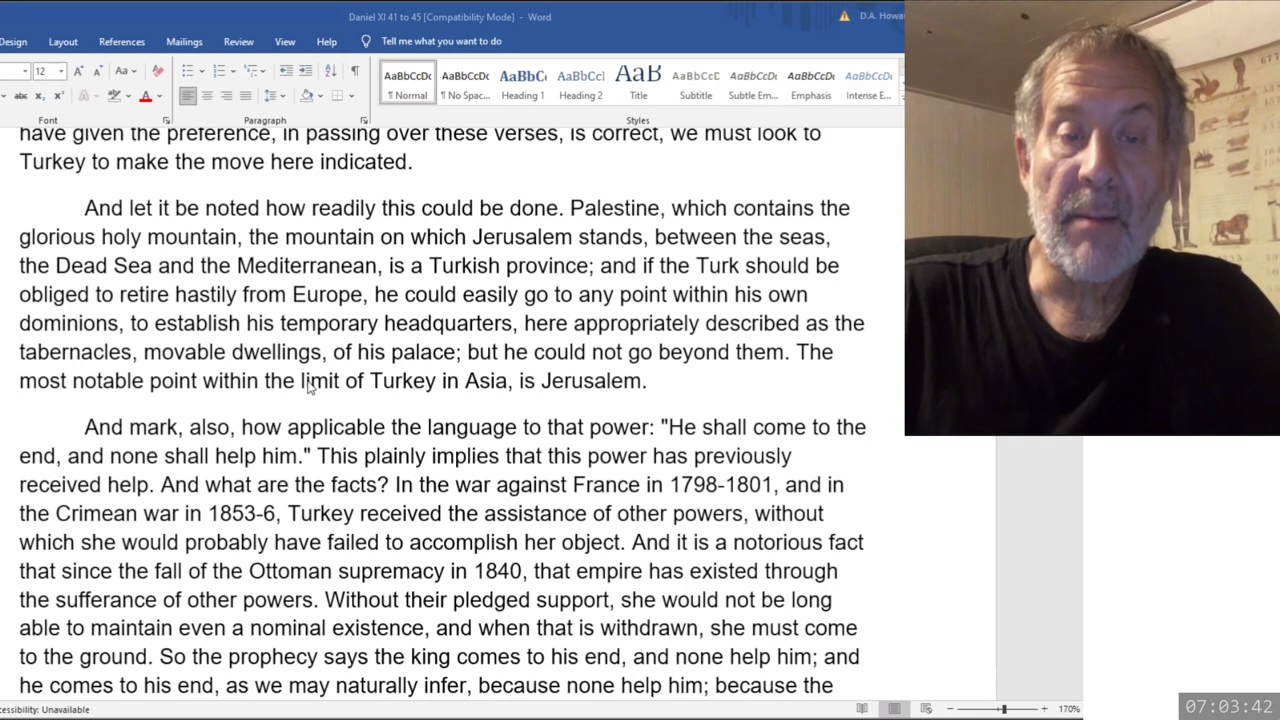 Daniel XI 41 to 45 [Compatibility Mode] - Word
D.A. Howar
Design Layout References Mailings Review View Help Tell me what you want to do
12 Aa
AaBbCcDc AaBbCcDc AaBbC AaBbCcI AaB AaBbCcD AaBbCcDc AaBbCcDc AaBbCcDc
¶ Normal ¶ No Spac... Heading 1 Heading 2 Title Subtitle Subtle Em... Emphasis Intense E...
Font Paragraph Styles
have given the preference, in passing over these verses, is correct, we must look to
Turkey to make the move here indicated.
And let it be noted how readily this could be done. Palestine, which contains the
glorious holy mountain, the mountain on which Jerusalem stands, between the seas,
the Dead Sea and the Mediterranean, is a Turkish province; and if the Turk should be
obliged to retire hastily from Europe, he could easily go to any point within his own
dominions, to establish his temporary headquarters, here appropriately described as the
tabernacles, movable dwellings, of his palace; but he could not go beyond them. The
most notable point within the limit of Turkey in Asia, is Jerusalem.
And mark, also, how applicable the language to that power: "He shall come to the
end, and none shall help him." This plainly implies that this power has previously
received help. And what are the facts? In the war against France in 1798-1801, and in
the Crimean war in 1853-6, Turkey received the assistance of other powers, without
which she would probably have failed to accomplish her object. And it is a notorious fact
that since the fall of the Ottoman supremacy in 1840, that empire has existed through
the sufferance of other powers. Without their pledged support, she would not be long
able to maintain even a nominal existence, and when that is withdrawn, she must come
to the ground. So the prophecy says the king comes to his end, and none help him; and
he comes to his end, as we may naturally infer, because none help him; because the
cessibility: Unavailable
170%
07:03:42